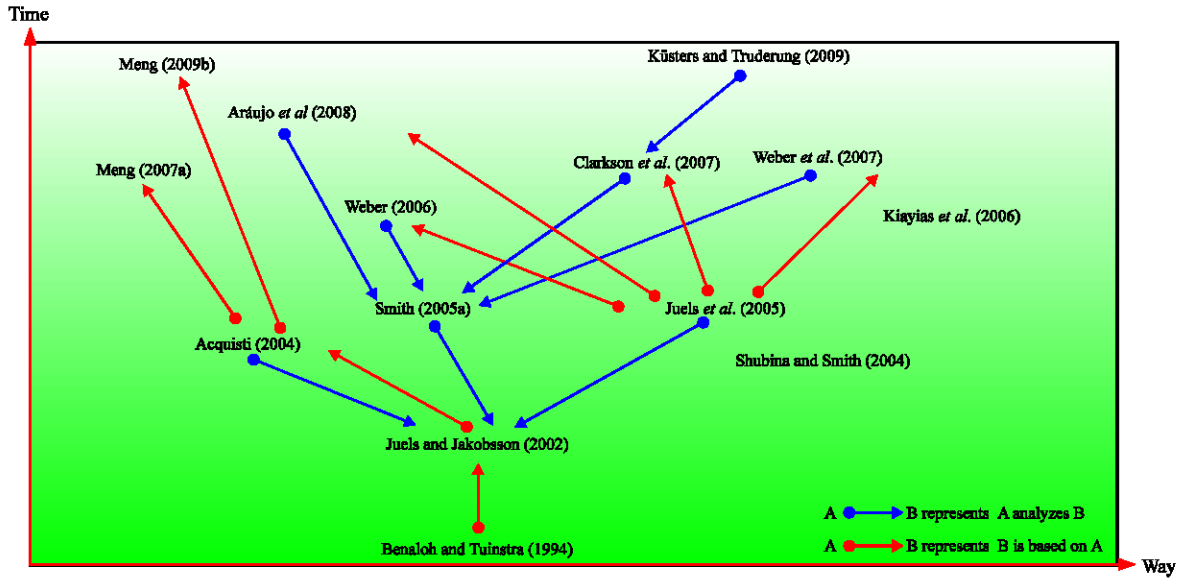 Time
Meng (2009b)
Küsters and Truderung (2009)
Aráujo et al (2008)
Clarkson et al. (2007)
Weber et al. (2007)
Meng (2007a)
Weber (2006)
Kiayias et al. (2006)
Smith (2005a)
Juels et al. (2005)
Acquisti (2004)
Shubina and Smith (2004)
Juels and Jakobsson (2002)
A B represents A analyzes B
A B represents B is based on A
Benaloh and Tuinstra (1994)
Way